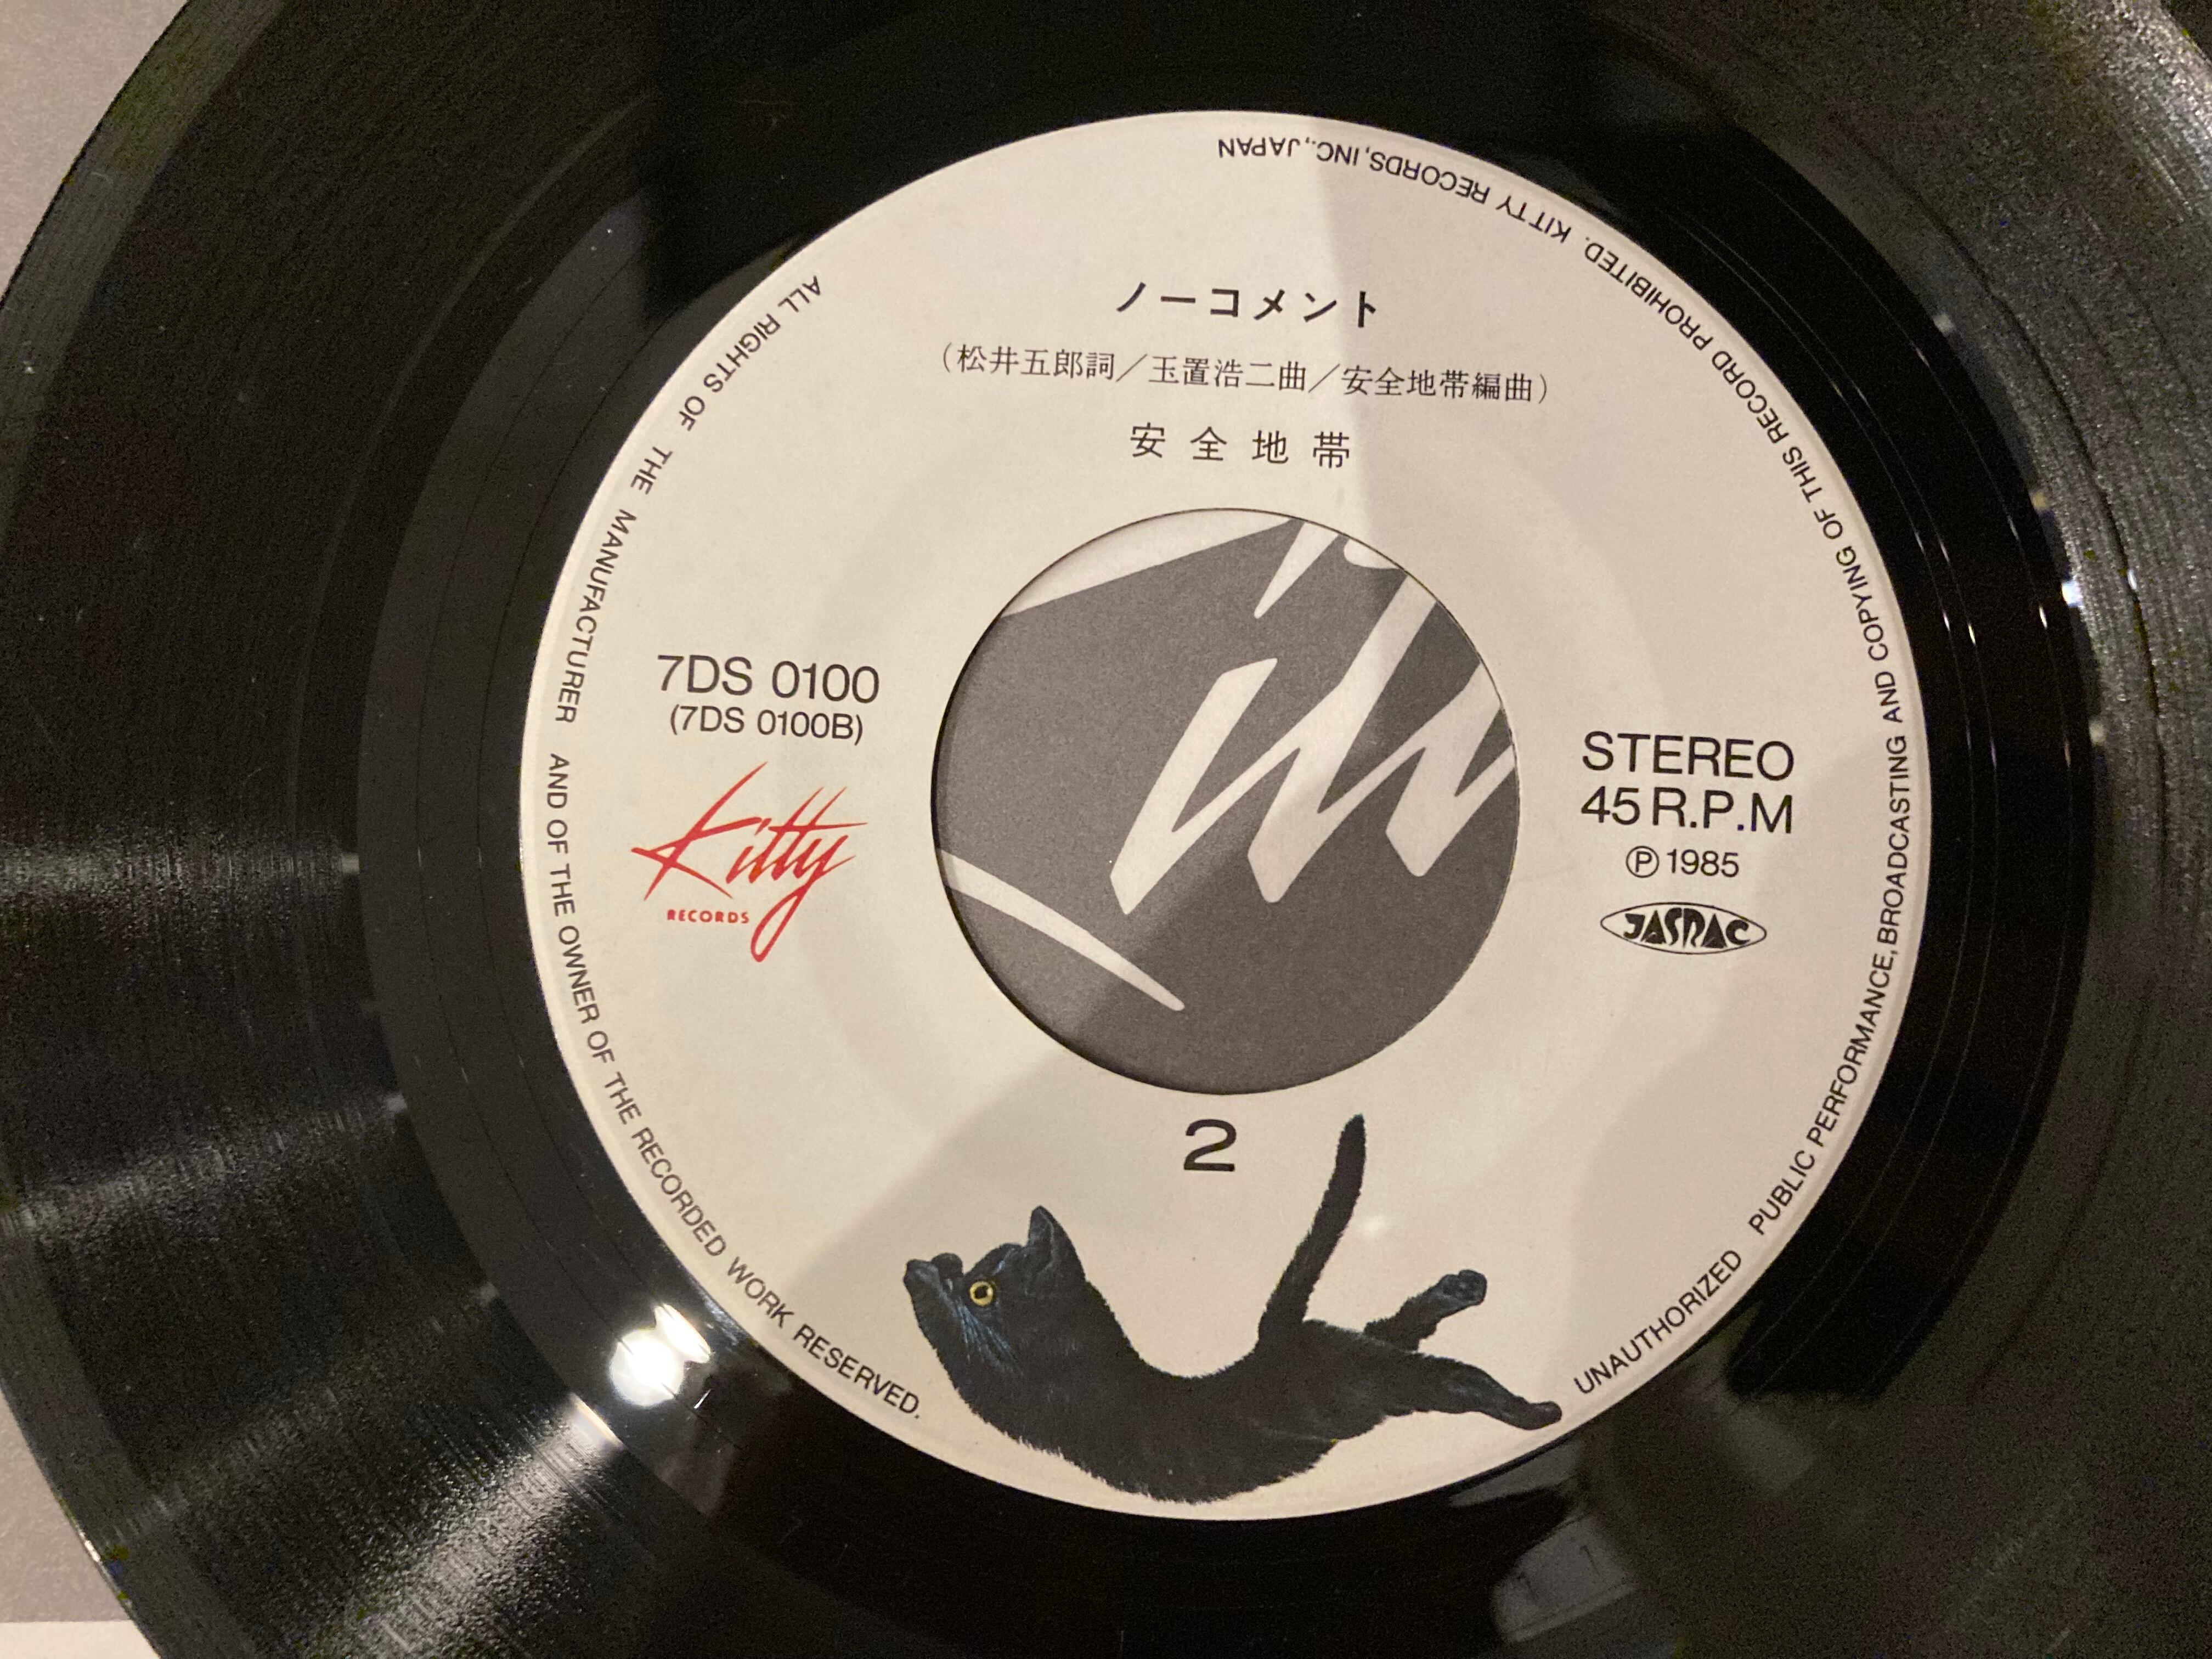 ノーコメント
（松井五郎詞／玉置浩二曲／安全地帯編曲）
安全地帯
7DS 0100
(7DS 0100B)
Kitty
RECORDS
STEREO
45 R.P.M
Ⓟ 1985
JASRAC
2
ALL RIGHTS OF THE MANUFACTURER AND OF THE OWNER OF THE RECORDED WORK RESERVED.
UNAUTHORIZED PUBLIC PERFORMANCE, BROADCASTING AND COPYING OF THIS RECORD PROHIBITED. KITTY RECORDS, INC., JAPAN